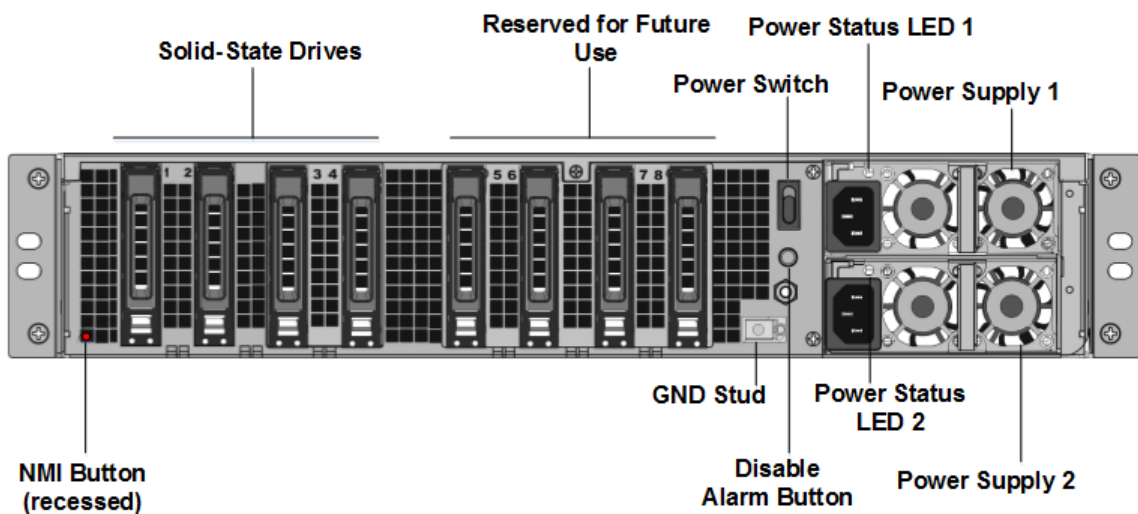 Solid-State Drives
Reserved for Future
Use
Power Status LED 1
Power Switch
Power Supply 1
1 2
3 4
5 6
7 8
GND Stud
Power Status
LED 2
NMI Button
(recessed)
Disable
Alarm Button
Power Supply 2